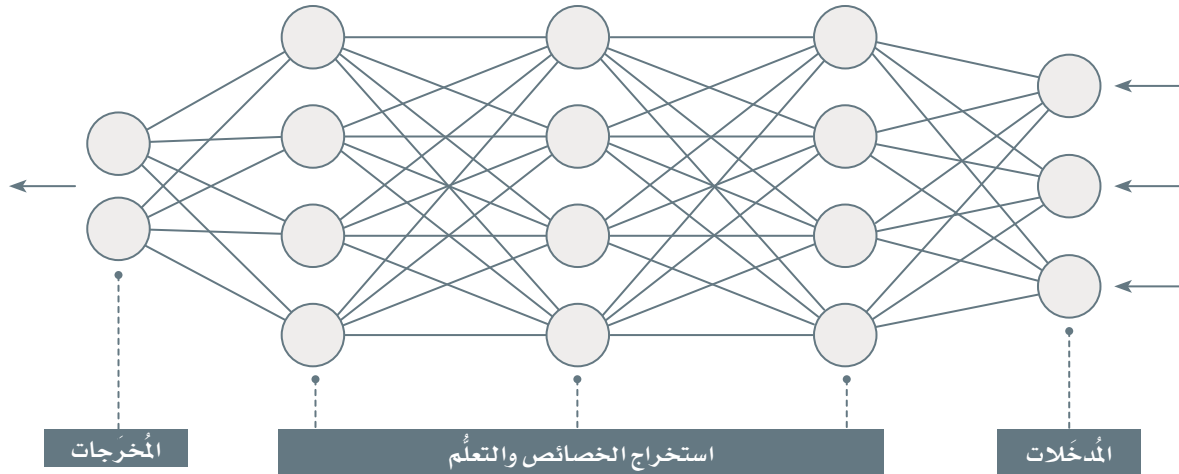 المُدخَلات
استخراج الخصائص والتعلُّم
المُخرَجات